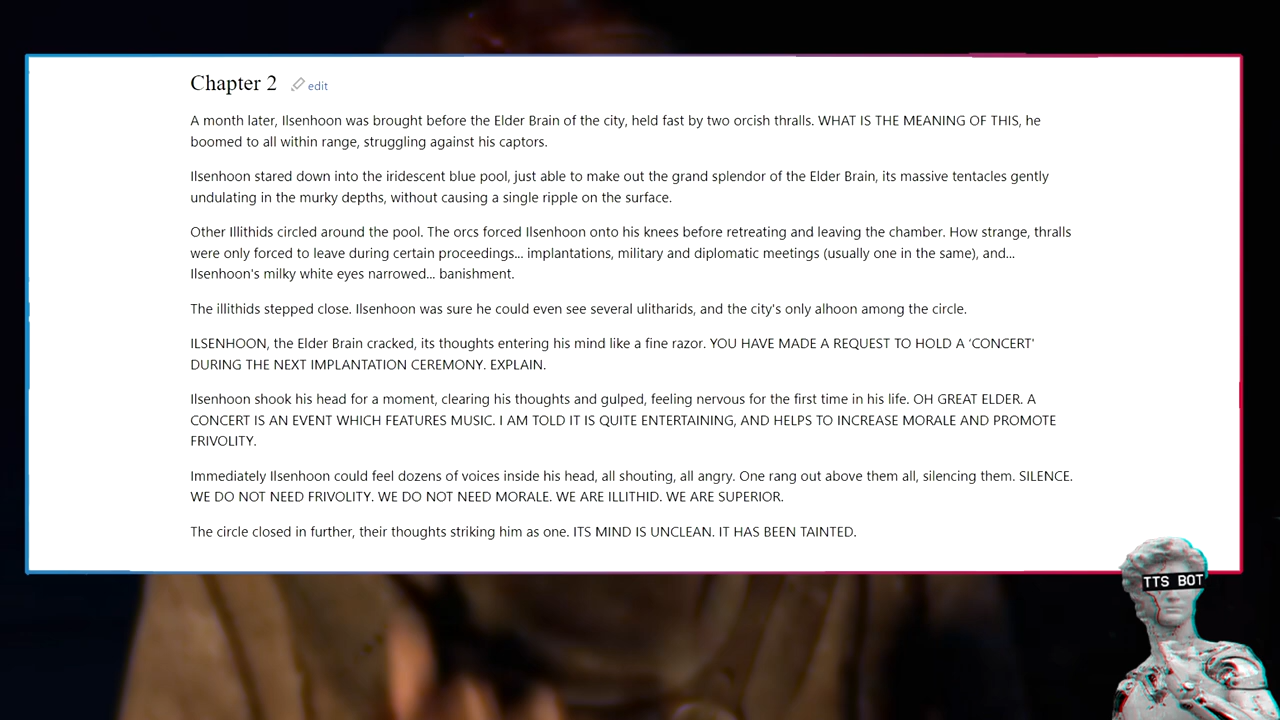 Chapter 2 edit
A month later, Ilsenhoon was brought before the Elder Brain of the city, held fast by two orcish thralls. WHAT IS THE MEANING OF THIS, he
boomed to all within range, struggling against his captors.
Ilsenhoon stared down into the iridescent blue pool, just able to make out the grand splendor of the Elder Brain, its massive tentacles gently
undulating in the murky depths, without causing a single ripple on the surface.
Other Illithids circled around the pool. The orcs forced Ilsenhoon onto his knees before retreating and leaving the chamber. How strange, thralls
were only forced to leave during certain proceedings... implantations, military and diplomatic meetings (usually one in the same), and...
Ilsenhoon's milky white eyes narrowed... banishment.
The illithids stepped close. Ilsenhoon was sure he could even see several ulitharids, and the city's only alhoon among the circle.
ILSENHOON, the Elder Brain cracked, its thoughts entering his mind like a fine razor. YOU HAVE MADE A REQUEST TO HOLD A ‘CONCERT'
DURING THE NEXT IMPLANTATION CEREMONY. EXPLAIN.
Ilsenhoon shook his head for a moment, clearing his thoughts and gulped, feeling nervous for the first time in his life. OH GREAT ELDER. A
CONCERT IS AN EVENT WHICH FEATURES MUSIC. I AM TOLD IT IS QUITE ENTERTAINING, AND HELPS TO INCREASE MORALE AND PROMOTE
FRIVOLITY.
Immediately Ilsenhoon could feel dozens of voices inside his head, all shouting, all angry. One rang out above them all, silencing them. SILENCE.
WE DO NOT NEED FRIVOLITY. WE DO NOT NEED MORALE. WE ARE ILLITHID. WE ARE SUPERIOR.
The circle closed in further, their thoughts striking him as one. ITS MIND IS UNCLEAN. IT HAS BEEN TAINTED.
TTS BOT